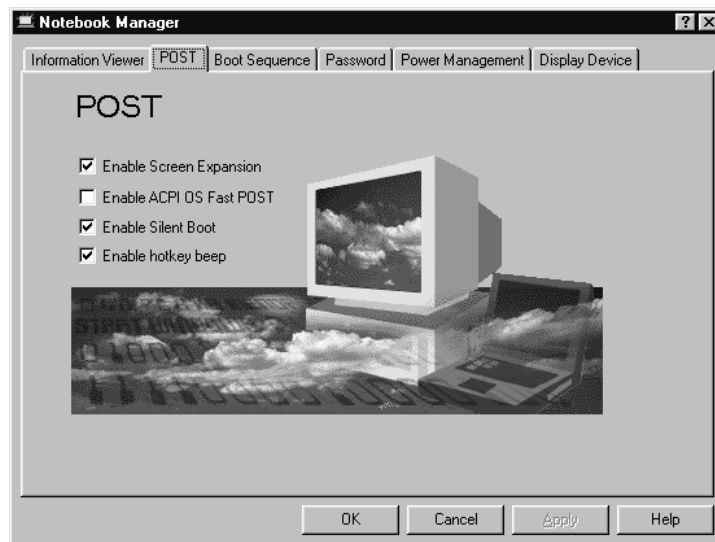 Notebook Manager
Information Viewer POST Boot Sequence Password Power Management Display Device
POST
Enable Screen Expansion
Enable ACPI OS Fast POST
Enable Silent Boot
Enable hotkey beep
OK Cancel Apply Help